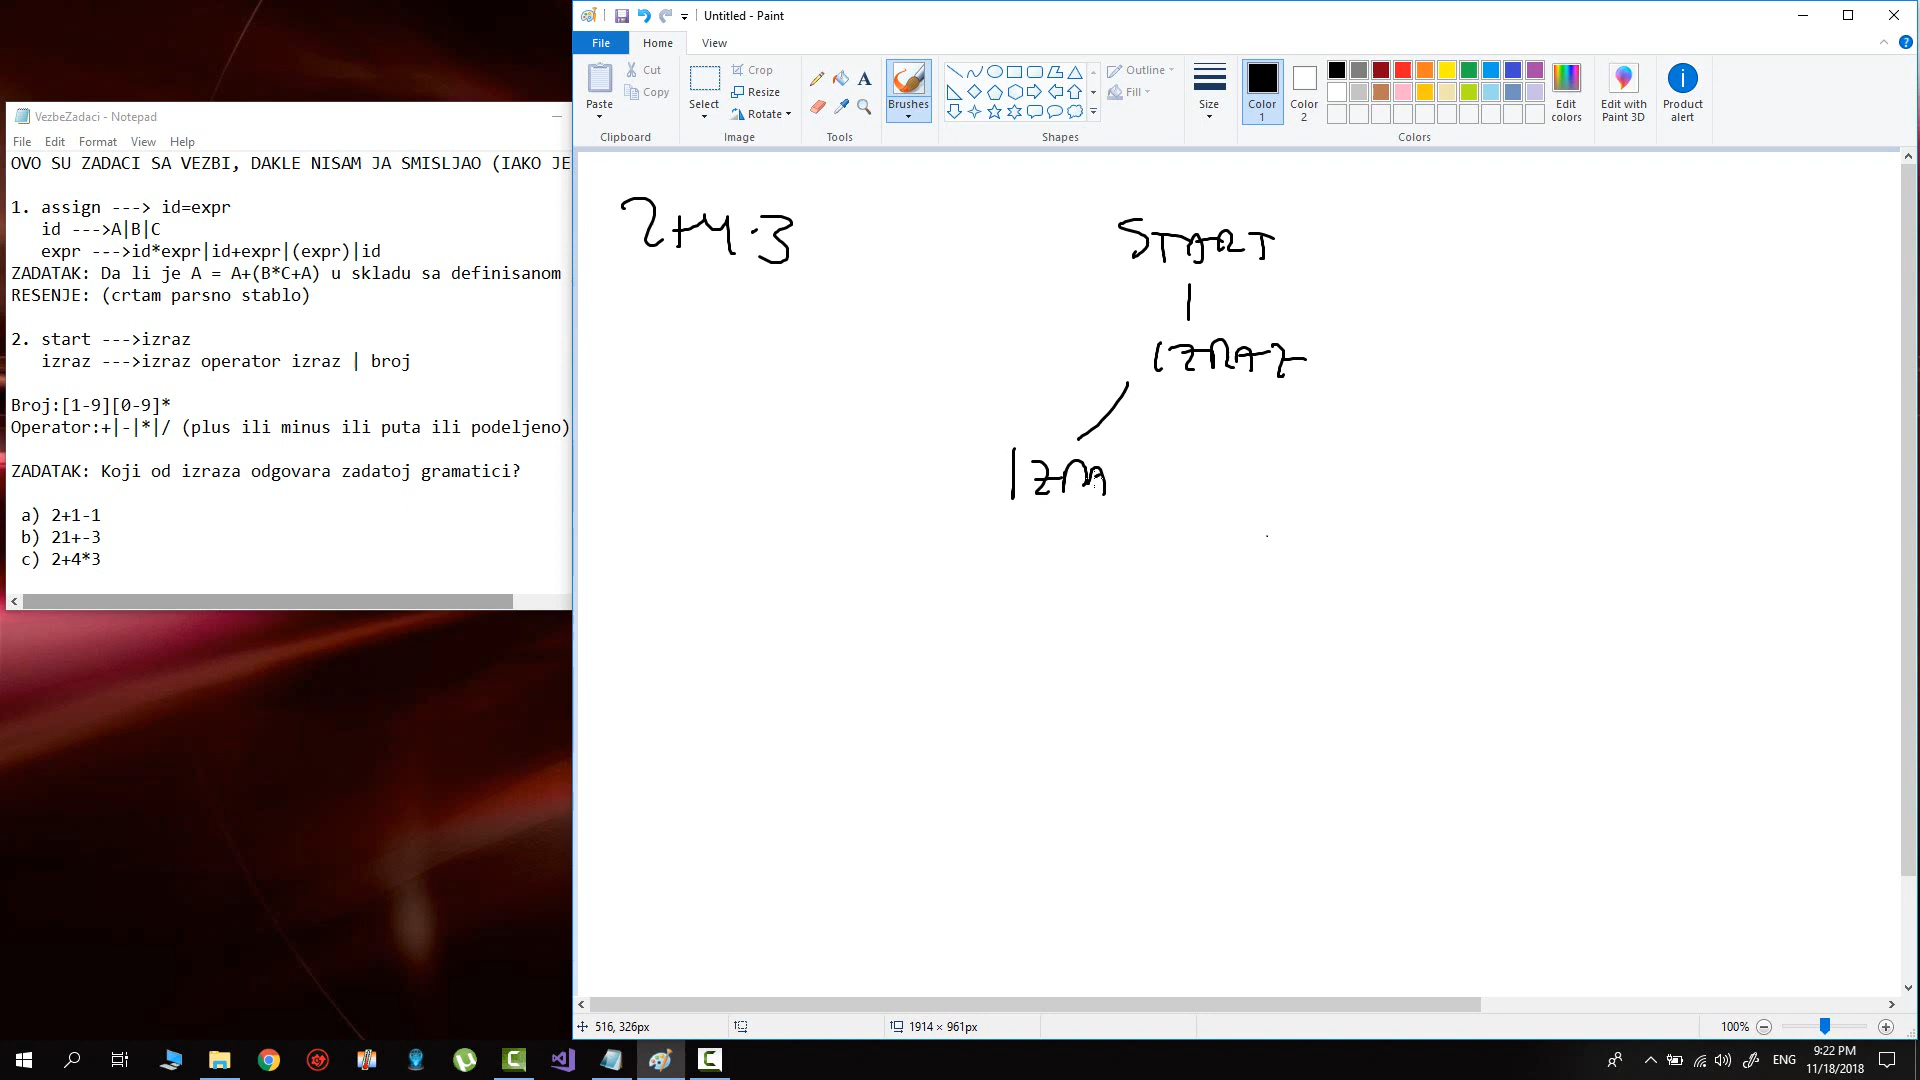 Untitled - Paint
File Home View
Cut
Copy
Paste
Clipboard
Crop
Resize
Rotate
Select
Image
Tools
Brushes
Outline
Fill
Shapes
Size
Color 1
Color 2
Colors
Edit colors
Edit with Paint 3D
Product alert
VezbeZadaci - Notepad
File Edit Format View Help
OVO SU ZADACI SA VEZBI, DAKLE NISAM JA SMISLJAO (IAKO JE
1. assign ---> id=expr
id --->A|B|C
expr --->id*expr|id+expr|(expr)|id
ZADATAK: Da li je A = A+(B*C+A) u skladu sa definisanom
RESENJE: (crtam parsno stablo)
2. start --->izraz
izraz --->izraz operator izraz | broj
Broj:[1-9][0-9]*
Operator:+|-|*|/ (plus ili minus ili puta ili podeljeno)
ZADATAK: Koji od izraza odgovara zadatoj gramatici?
a) 2+1-1
b) 21+-3
c) 2+4*3
2+4·3
START
IZRAZ
IZRA
516, 326px
1914 × 961px
100%
ENG
9:22 PM
11/18/2018